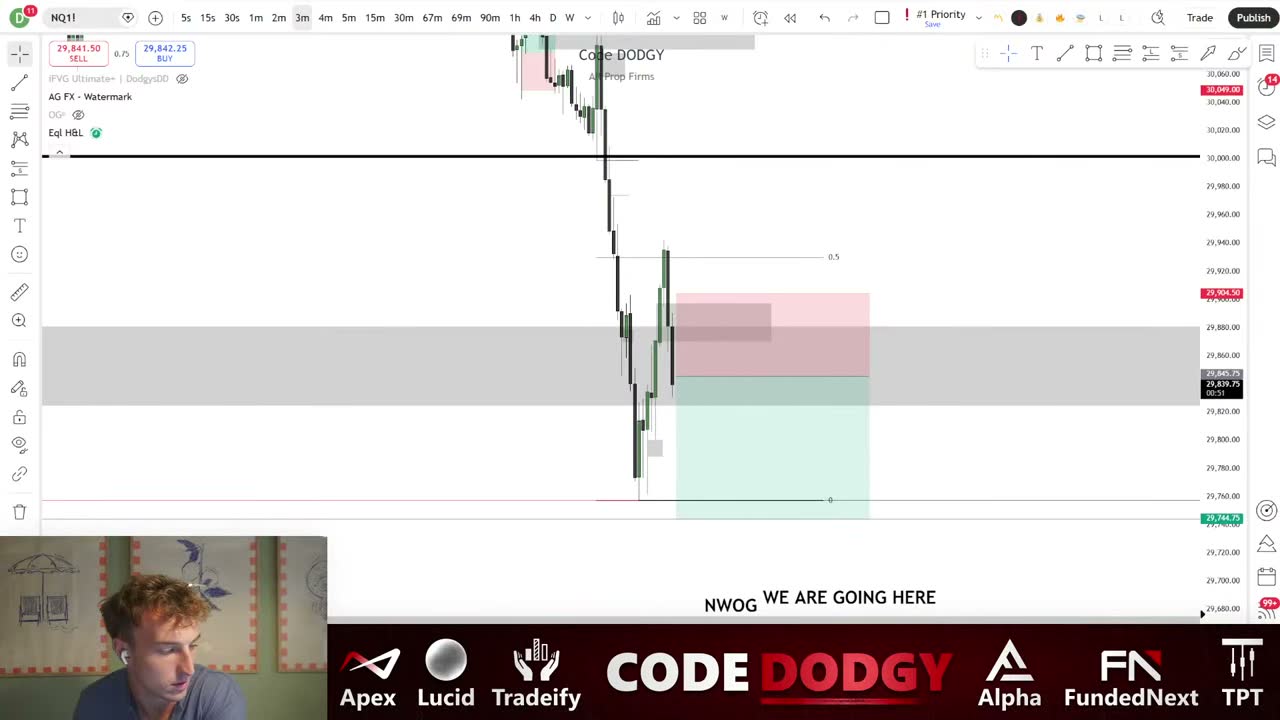 D
11
NQ1!
5s 15s 30s 1m 2m 3m 4m 5m 15m 30m 67m 69m 90m 1h 4h D W
W
#1 Priority
Save
L L
Trade
Publish
29,841.50
SELL
0.75
29,842.25
BUY
IFVG Ultimate+ | DodgysDD
AG FX - Watermark
Eql H&L
Code DODGY
All Prop Firms
14
30,060.00
30,049.00
30,040.00
30,020.00
30,000.00
29,980.00
29,960.00
29,940.00
29,920.00
29,904.50
29,880.00
29,860.00
29,845.75
29,839.75
00:51
29,820.00
29,800.00
29,780.00
29,760.00
29,744.75
29,720.00
29,700.00
29,680.00
0.5
0
NWOG WE ARE GOING HERE
99+
Apex
Lucid
Tradeify
CODE DODGY
Alpha
FN
FundedNext
TPT